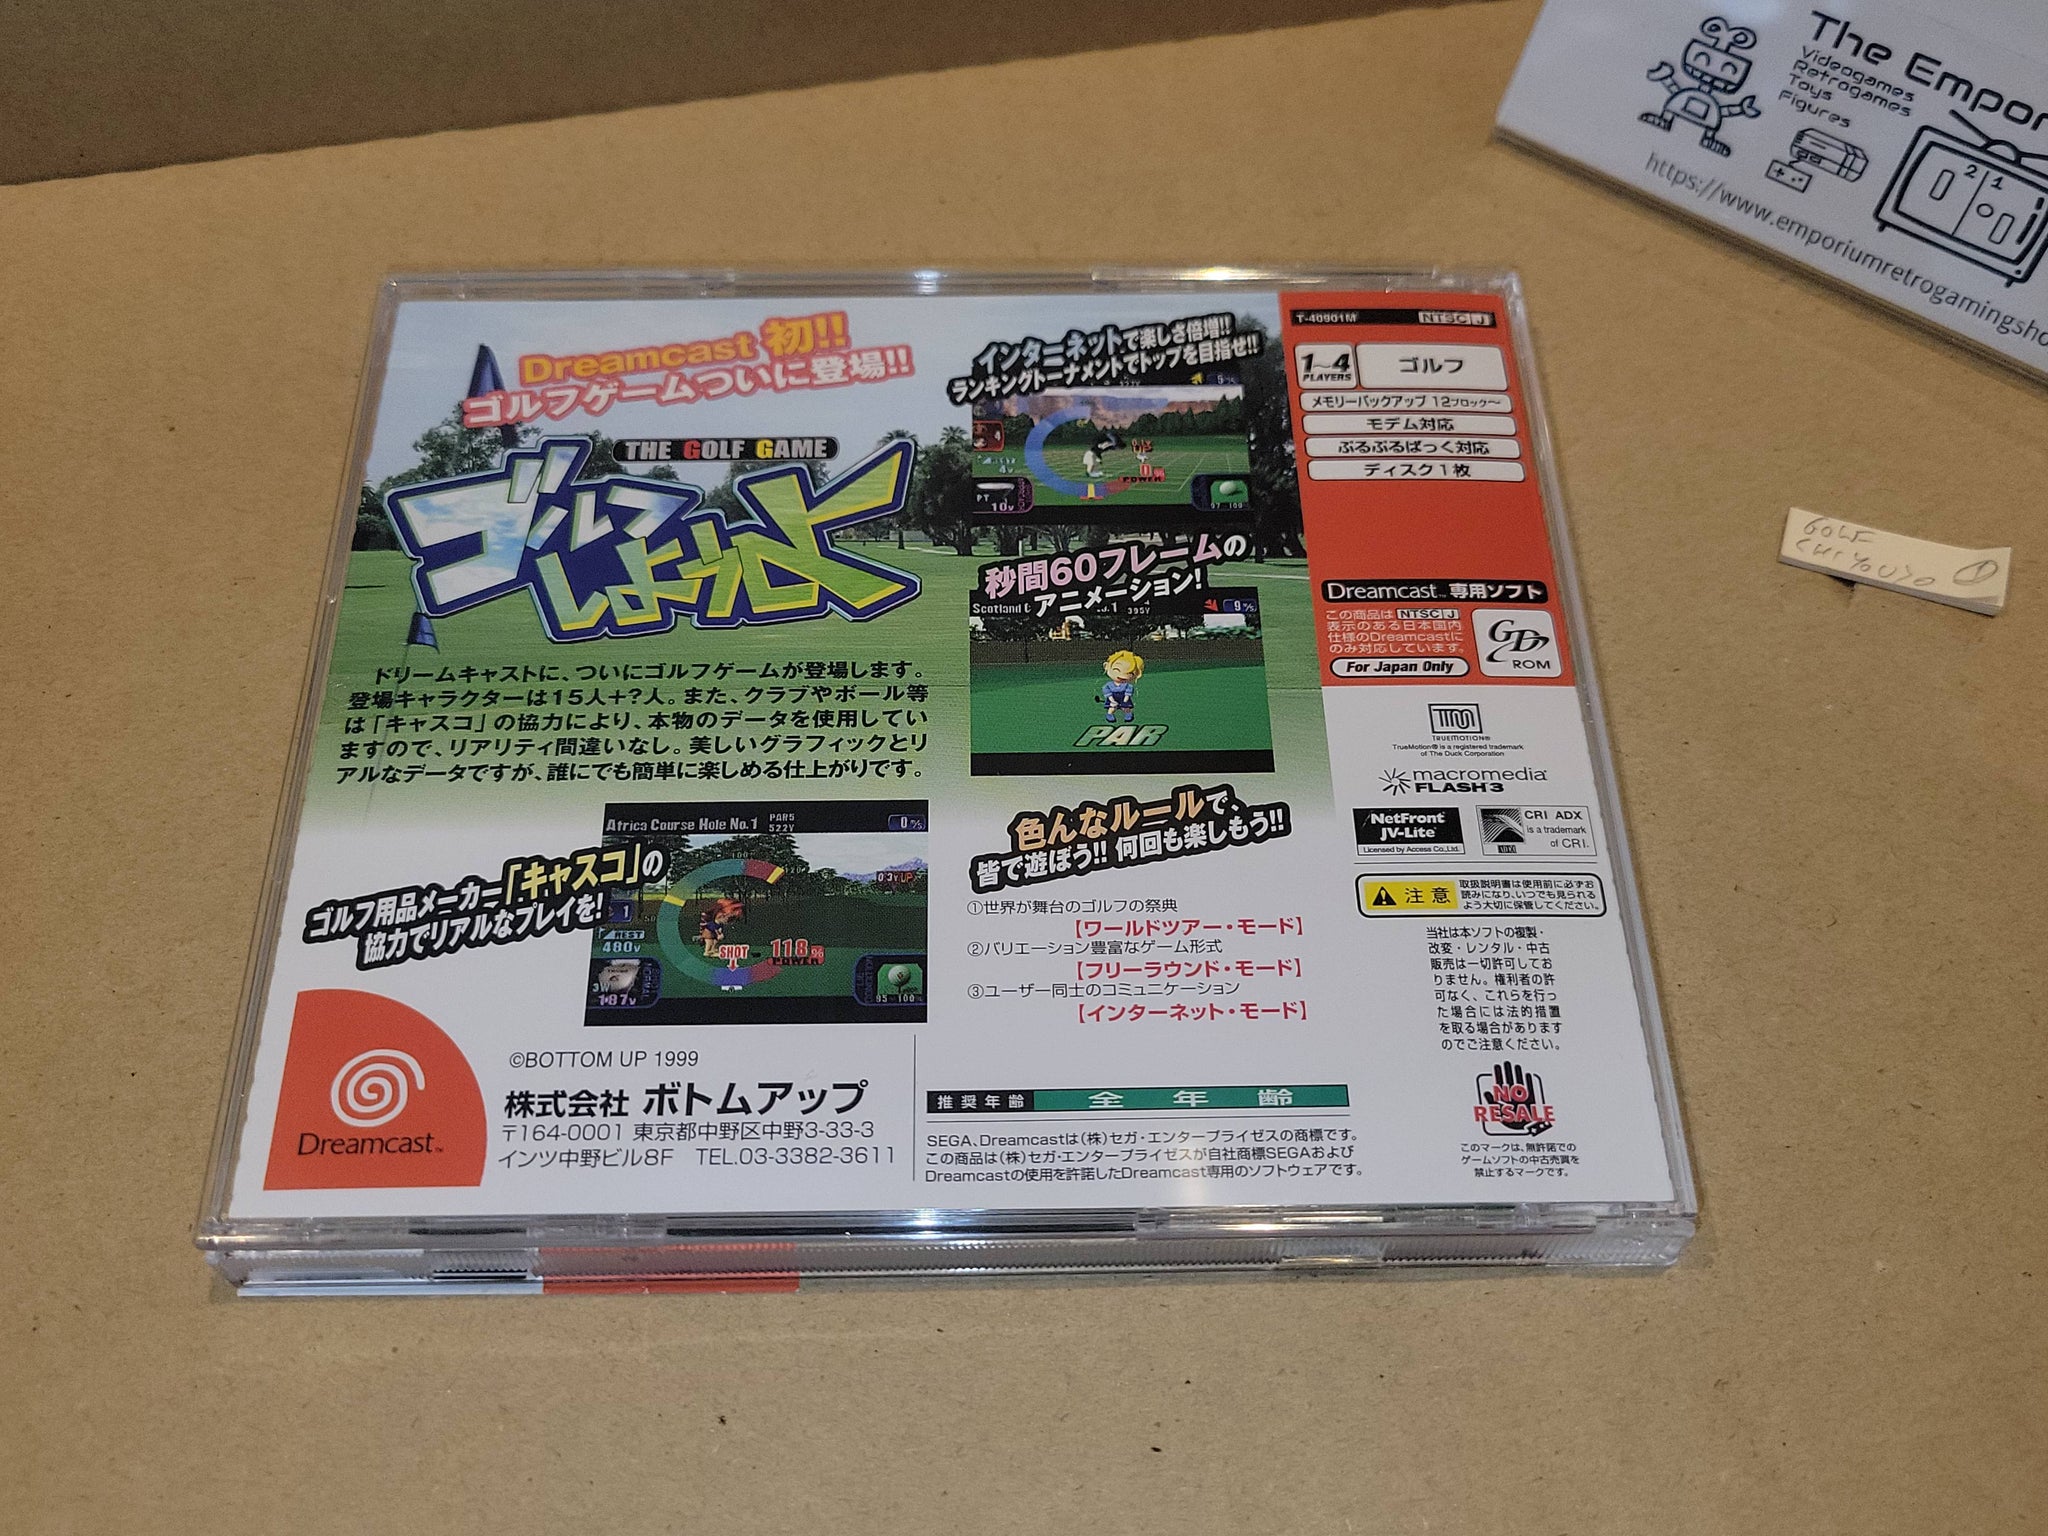 The Empor
Videogames
Retrogames
Toys
Figures
https://www.emporiumretrogamingsho
2 1
GOLF
SHIYOUYO
1
Dreamcast 初!!
ゴルフゲームついに登場!!
THE GOLF GAME
ゴルフ
しようよ
ドリームキャストに、ついにゴルフゲームが登場します。
登場キャラクターは15人+?人。また、クラブやボール等
は「キャスコ」の協力により、本物のデータを使用してい
ますので、リアリティ間違いなし。美しいグラフィックとリ
アルなデータですが、誰にでも簡単に楽しめる仕上がりです。
ゴルフ用品メーカー「キャスコ」の
協力でリアルなプレイを!
Africa Course Hole No.1 PAR5 522Y
0
100
120
50
1
REST
480Y
SHOT
118%
POWER
3W
187Y
95 - 100
インターネットで楽しさ倍増!!
ランキングトーナメントでトップを目指せ!!
REST
4Y
PT
10Y
0%
POWER
97 100
秒間60フレームの
アニメーション!
395Y
PAR
色んなルールで、
皆で遊ぼう!! 何回も楽しもう!!
①世界が舞台のゴルフの祭典
【ワールドツアー・モード】
②バリエーション豊富なゲーム形式
【フリーラウンド・モード】
③ユーザー同士のコミュニケーション
【インターネット・モード】
T-40901M NTSC J
1~4 PLAYERS
ゴルフ
メモリーバックアップ 12ブロック~
モデム対応
ぷるぷるぱっく対応
ディスク1枚
Dreamcast 専用ソフト
この商品は NTSC J
表示のある日本国内
仕様のDreamcastに
のみ対応しています。
For Japan Only
GD
ROM
TM
TRUEMOTION®
TrueMotion® is a registered trademark
of The Duck Corporation
macromedia®
FLASH 3
NetFront
JV-Lite
Licensed by Access Co.,Ltd.
CRI ADX
is a trademark
of CRI.
注意
取扱説明書は使用前に必ずお
読みになり、いつでも見られる
よう大切に保管してください。
当社は本ソフトの複製・
改変・レンタル・中古
販売は一切許可してお
りません。権利者の許
可なく、これらを行っ
た場合には法的措置
を取る場合があります
のでご注意ください。
NO
RESALE
このマークは、無許諾での
ゲームソフトの中古売買を
禁止するマークです。
Dreamcast™
©BOTTOM UP 1999
株式会社 ボトムアップ
〒164-0001 東京都中野区中野3-33-3
インツ中野ビル8F TEL.03-3382-3611
推奨年齢 全年齢
SEGA、Dreamcastは(株)セガ・エンタープライゼスの商標です。
この商品は(株)セガ・エンタープライゼスが自社商標SEGAおよび
Dreamcastの使用を許諾したDreamcast専用のソフトウェアです。